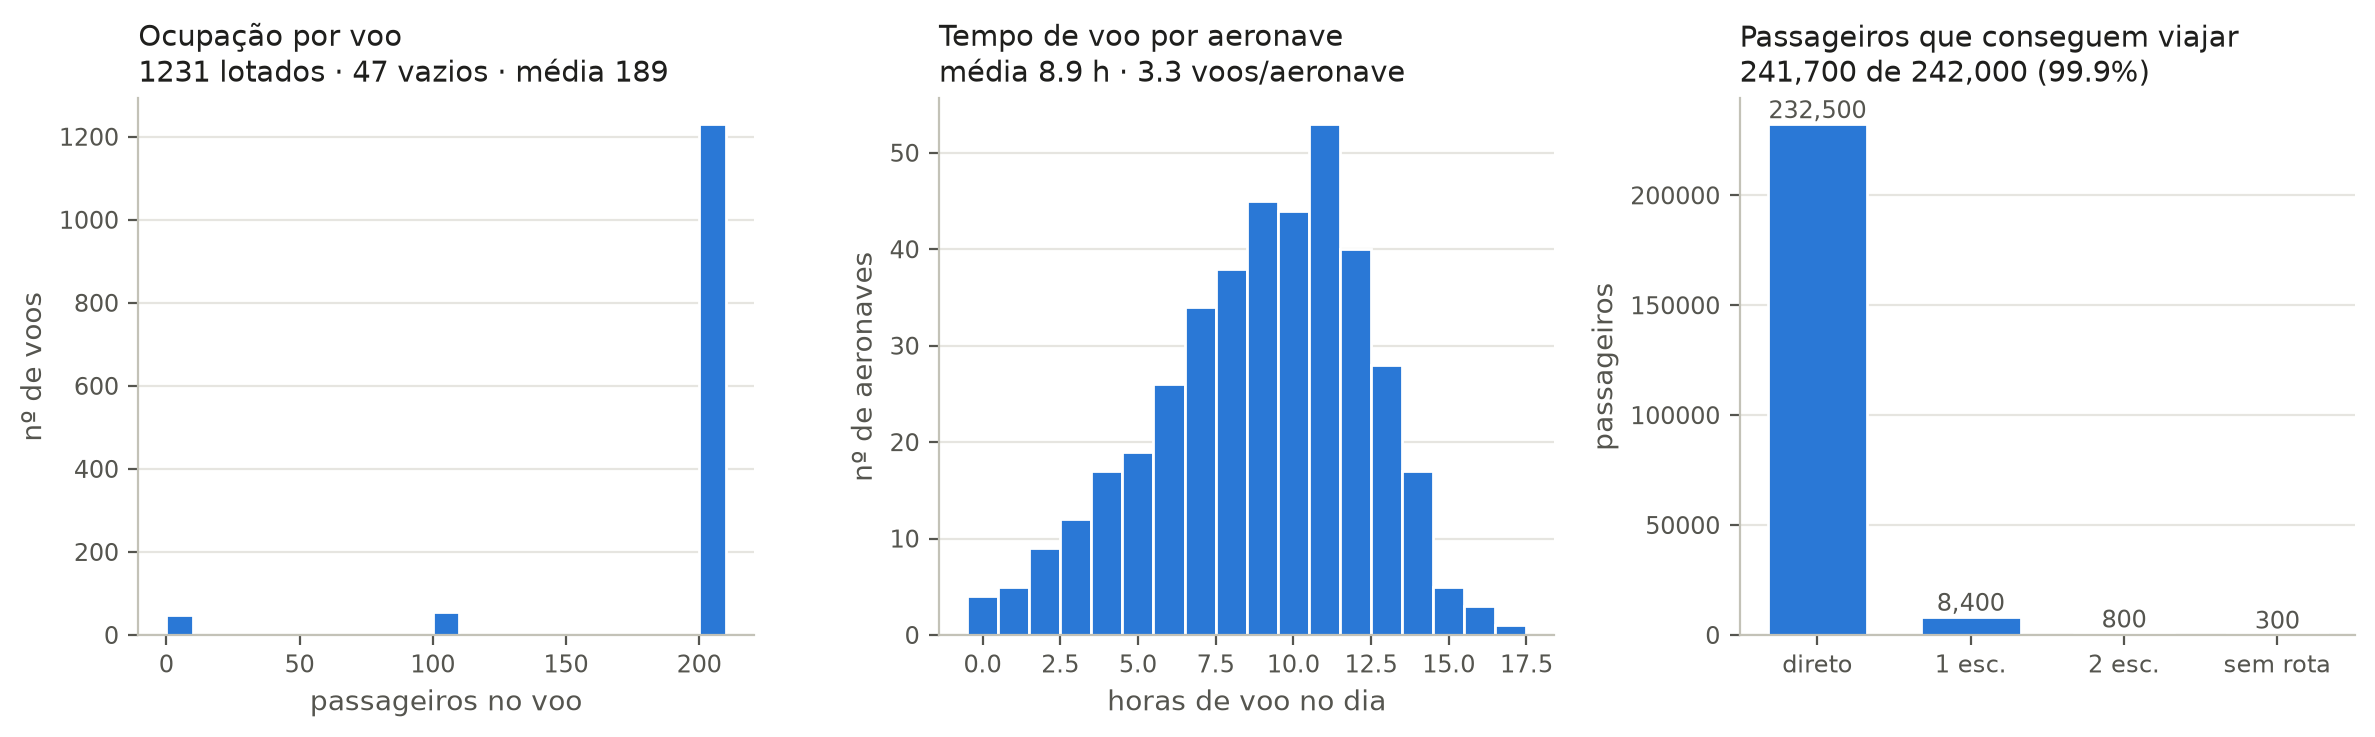 Ocupação por voo
1231 lotados · 47 vazios · média 189
nº de voos
1200
1000
800
600
400
200
0
0 50 100 150 200
passageiros no voo
Tempo de voo por aeronave
média 8.9 h · 3.3 voos/aeronave
nº de aeronaves
50
40
30
20
10
0
0.0 2.5 5.0 7.5 10.0 12.5 15.0 17.5
horas de voo no dia
Passageiros que conseguem viajar
241,700 de 242,000 (99.9%)
passageiros
200000
150000
100000
50000
0
232,500
8,400
800
300
direto 1 esc. 2 esc. sem rota